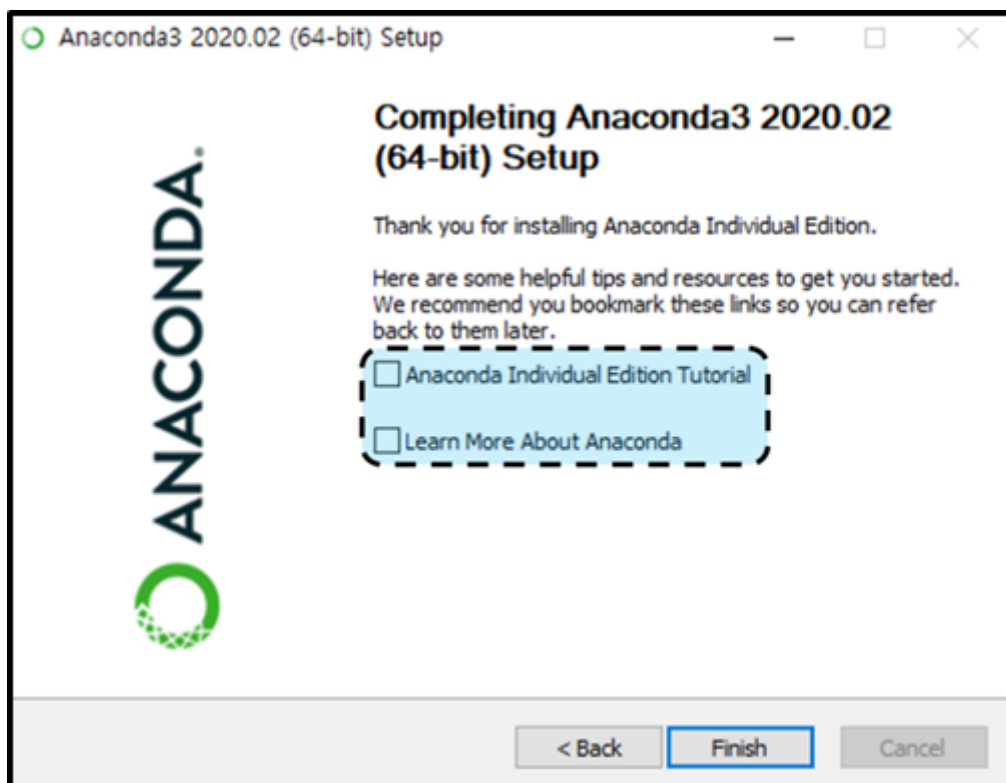 Anaconda3 2020.02 (64-bit) Setup
Completing Anaconda3 2020.02
(64-bit) Setup
Thank you for installing Anaconda Individual Edition.
Here are some helpful tips and resources to get you started.
We recommend you bookmark these links so you can refer
back to them later.
Anaconda Individual Edition Tutorial
Learn More About Anaconda
ANACONDA.
< Back
Finish
Cancel